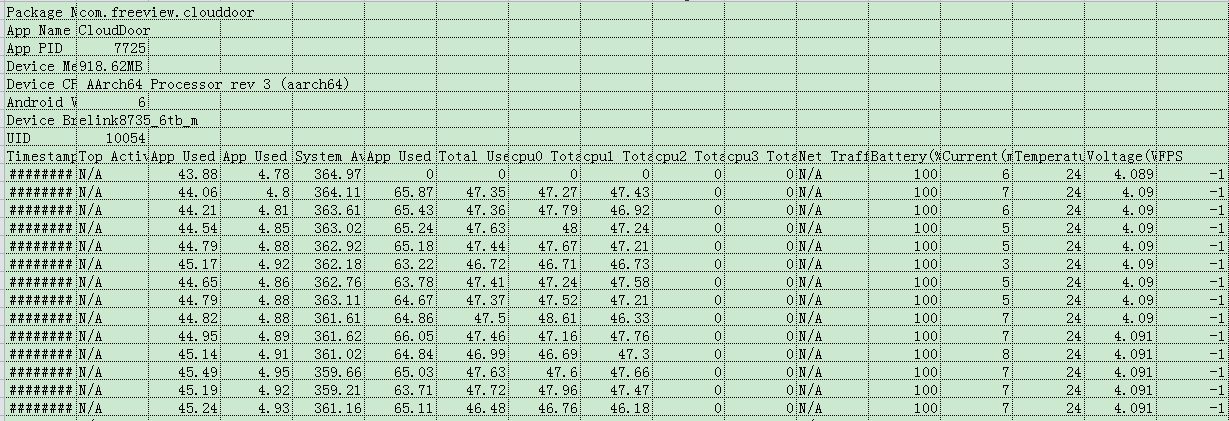 Package N com.freeview.clouddoor
App Name CloudDoor
App PID 7725
Device Me 918.62MB
Device CP AArch64 Processor rev 3 (aarch64)
Android V 6
Device Br elink8735_6tb_m
UID 10054
Timestamp Top Activ App Used App Used System Av App Used Total Use cpu0 Tota cpu1 Tota cpu2 Tota cpu3 Tota Net Traff Battery(% Current(m Temperatu Voltage(V FPS
######## N/A 43.88 4.78 364.97 0 0 0 0 0 0 N/A 100 6 24 4.089 -1
######## N/A 44.06 4.8 364.11 65.87 47.35 47.27 47.43 0 0 N/A 100 7 24 4.09 -1
######## N/A 44.21 4.81 363.61 65.43 47.36 47.79 46.92 0 0 N/A 100 6 24 4.09 -1
######## N/A 44.54 4.85 363.02 65.24 47.63 48 47.24 0 0 N/A 100 5 24 4.09 -1
######## N/A 44.79 4.88 362.92 65.18 47.44 47.67 47.21 0 0 N/A 100 5 24 4.09 -1
######## N/A 45.17 4.92 362.18 63.22 46.72 46.71 46.73 0 0 N/A 100 3 24 4.09 -1
######## N/A 44.65 4.86 362.76 63.78 47.41 47.24 47.58 0 0 N/A 100 5 24 4.09 -1
######## N/A 44.79 4.88 363.11 64.67 47.37 47.52 47.21 0 0 N/A 100 5 24 4.09 -1
######## N/A 44.82 4.88 361.61 64.86 47.5 48.61 46.33 0 0 N/A 100 7 24 4.09 -1
######## N/A 44.95 4.89 361.62 66.05 47.46 47.16 47.76 0 0 N/A 100 7 24 4.091 -1
######## N/A 45.14 4.91 361.02 64.84 46.99 46.69 47.3 0 0 N/A 100 8 24 4.091 -1
######## N/A 45.49 4.95 359.66 65.03 47.63 47.6 47.66 0 0 N/A 100 7 24 4.091 -1
######## N/A 45.19 4.92 359.21 63.71 47.72 47.96 47.47 0 0 N/A 100 7 24 4.091 -1
######## N/A 45.24 4.93 361.16 65.11 46.48 46.76 46.18 0 0 N/A 100 7 24 4.091 -1